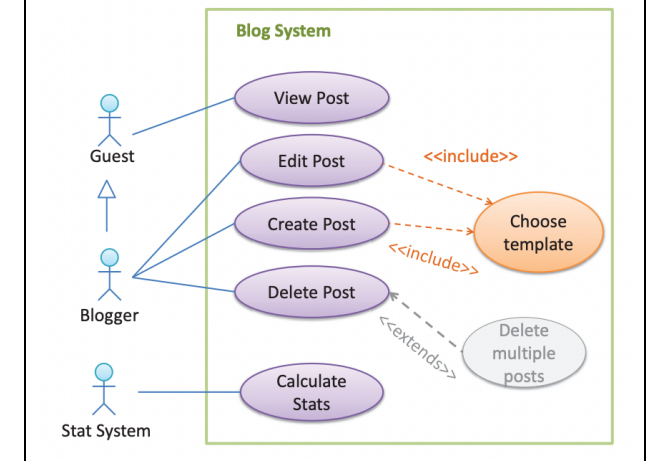 Blog System
View Post
Guest
Edit Post
<<include>>
Create Post
Choose
template
<<include>>
Blogger
Delete Post
<<extends>>
Delete
multiple
posts
Calculate
Stats
Stat System